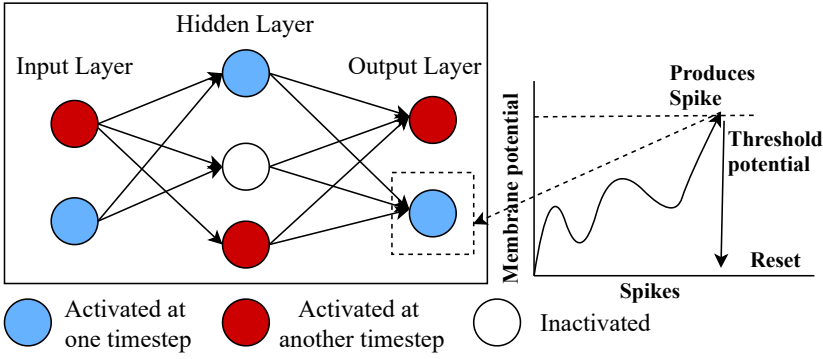 Hidden Layer
Input Layer
Output Layer
Produces
Spike
Threshold
potential
Membrane potential
Reset
Spikes
Activated at
one timestep
Activated at
another timestep
Inactivated